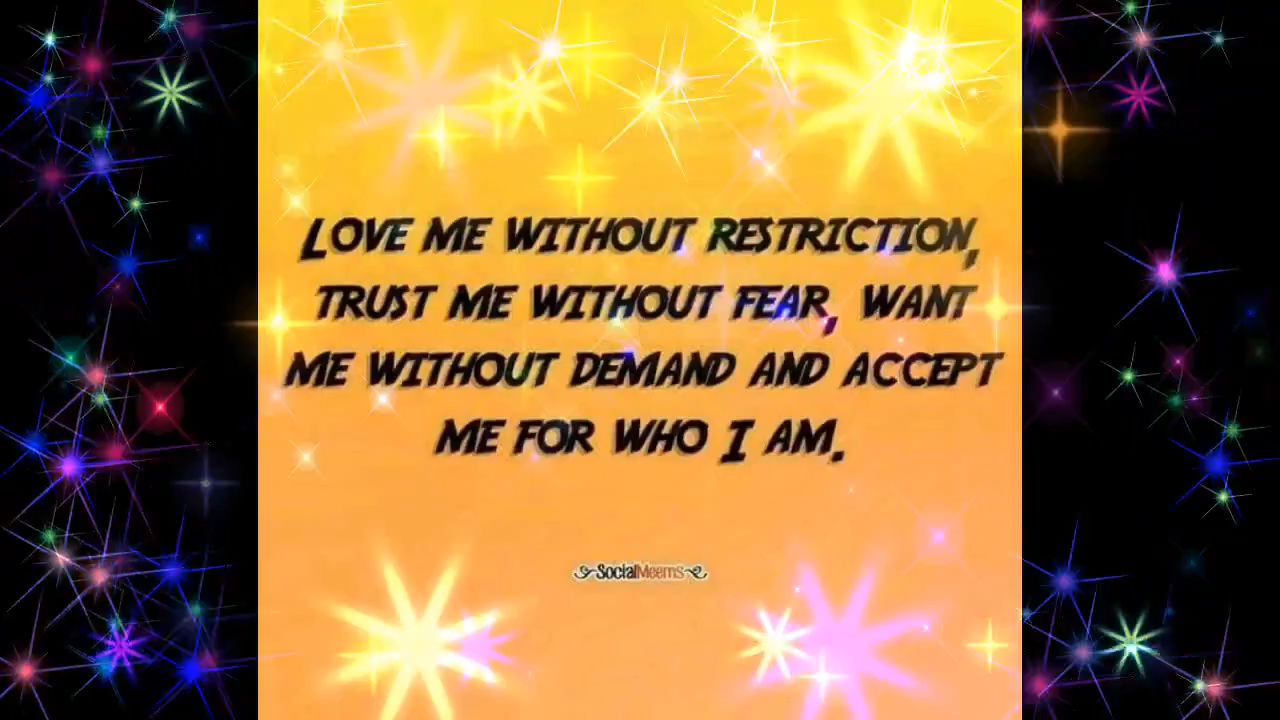 Love me without restriction,
trust me without fear, want
me without demand and accept
me for who I am.
SocialMeems